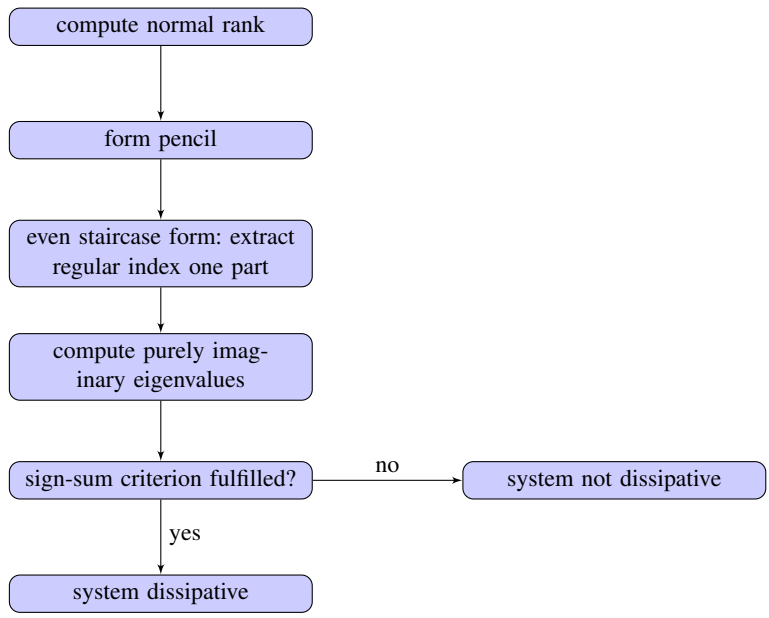 compute normal rank
form pencil
even staircase form: extract
regular index one part
compute purely imag-
inary eigenvalues
sign-sum criterion fulfilled?
no
system not dissipative
yes
system dissipative